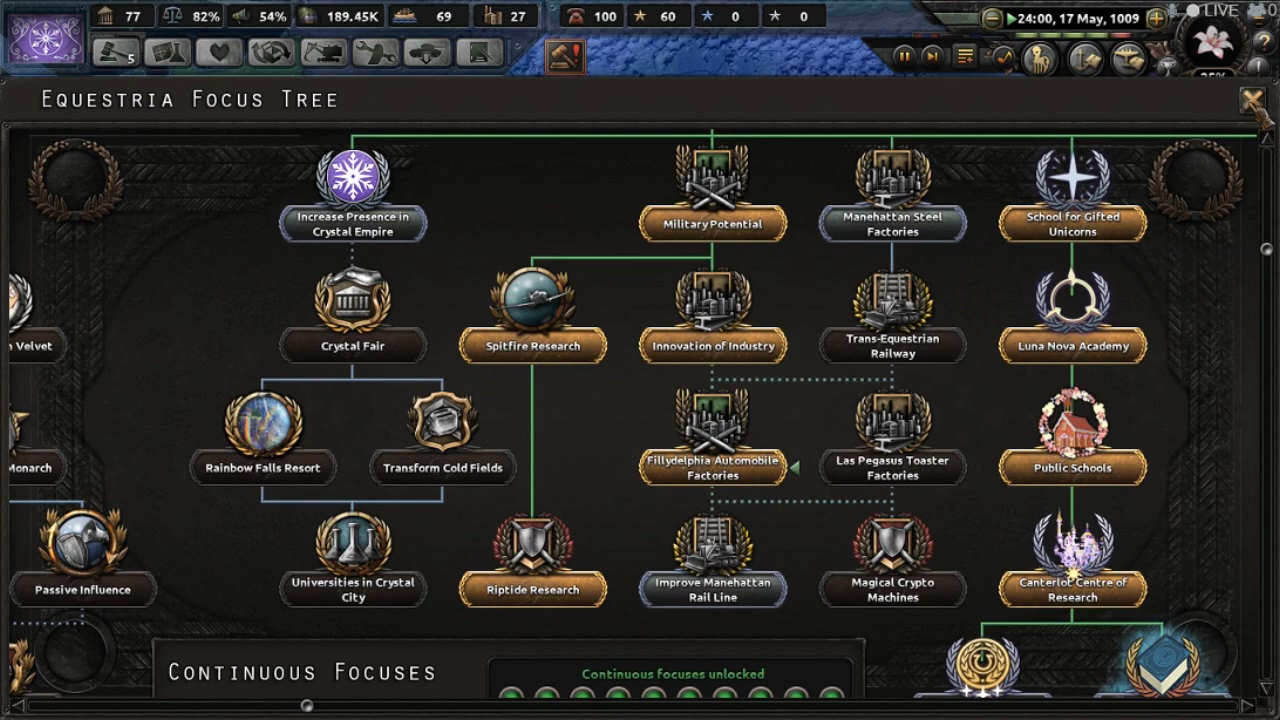 77 82% 54% 189.45K 69 27 100 60 0 0 24:00, 17 May, 1009 LIVE 0
5
EQUESTRIA FOCUS TREE
Increase Presence in
Crystal Empire
Military Potential
Manehattan Steel
Factories
School for Gifted
Unicorns
n Velvet
Crystal Fair
Spitfire Research
Innovation of Industry
Trans-Equestrian
Railway
Luna Nova Academy
Monarch
Rainbow Falls Resort
Transform Cold Fields
Fillydelphia Automobile
Factories
Las Pegasus Toaster
Factories
Public Schools
Passive Influence
Universities in Crystal
City
Riptide Research
Improve Manehattan
Rail Line
Magical Crypto
Machines
Canterlot Centre of
Research
CONTINUOUS FOCUSES
Continuous focuses unlocked